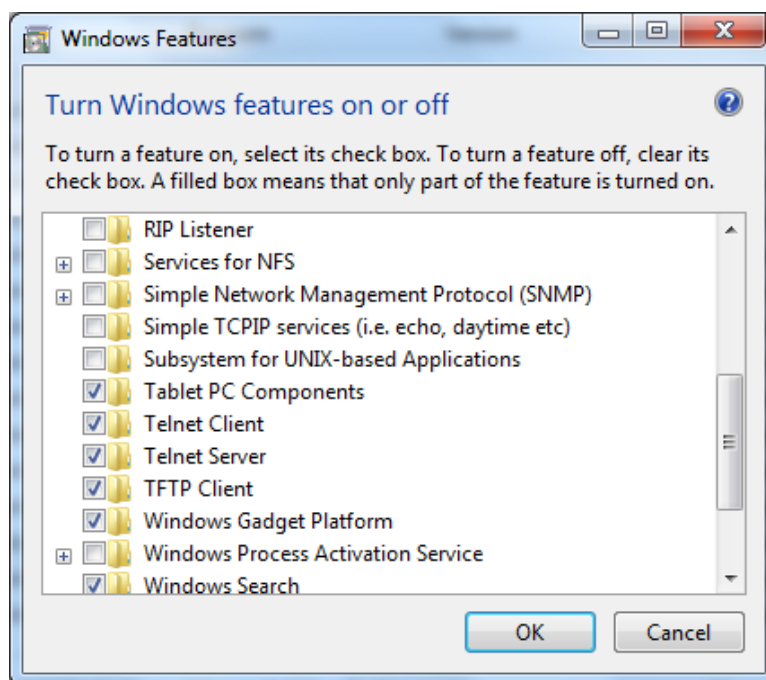 Windows Features
Turn Windows features on or off
To turn a feature on, select its check box. To turn a feature off, clear its
check box. A filled box means that only part of the feature is turned on.
RIP Listener
Services for NFS
Simple Network Management Protocol (SNMP)
Simple TCPIP services (i.e. echo, daytime etc)
Subsystem for UNIX-based Applications
Tablet PC Components
Telnet Client
Telnet Server
TFTP Client
Windows Gadget Platform
Windows Process Activation Service
Windows Search
OK Cancel